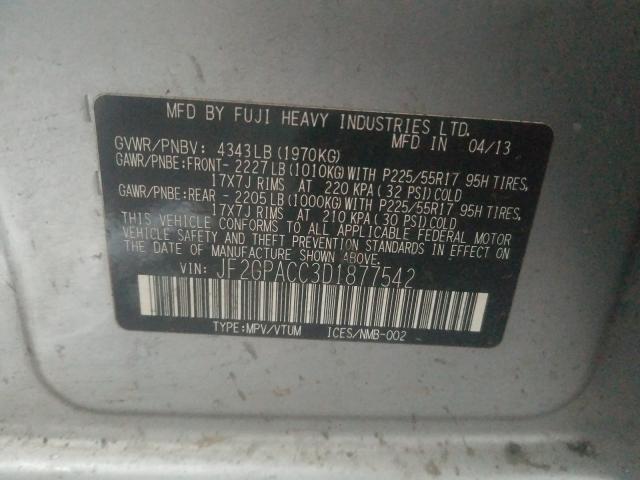 MFD BY FUJI HEAVY INDUSTRIES LTD.
MFD IN 04/13
GVWR/PNBV: 4343LB(1970KG)
GAWR/PNBE:FRONT- 2227LB(1010KG)WITH P225/55R17 95H TIRES,
17X7J RIMS AT 220 KPA(32 PSI)COLD
GAWR/PNBE:REAR - 2205LB(1000KG)WITH P225/55R17 95H TIRES,
17X7J RIMS AT 210 KPA(30 PSI)COLD
THIS VEHICLE CONFORMS TO ALL APPLICABLE FEDERAL MOTOR
VEHICLE SAFETY AND THEFT PREVENTION STANDARDS IN EFFECT ON
THE DATE OF MANUFACTURE SHOWN ABOVE.
VIN: JF2GPACC3D1877542
TYPE:MPV/VTUM ICES/NMB-002